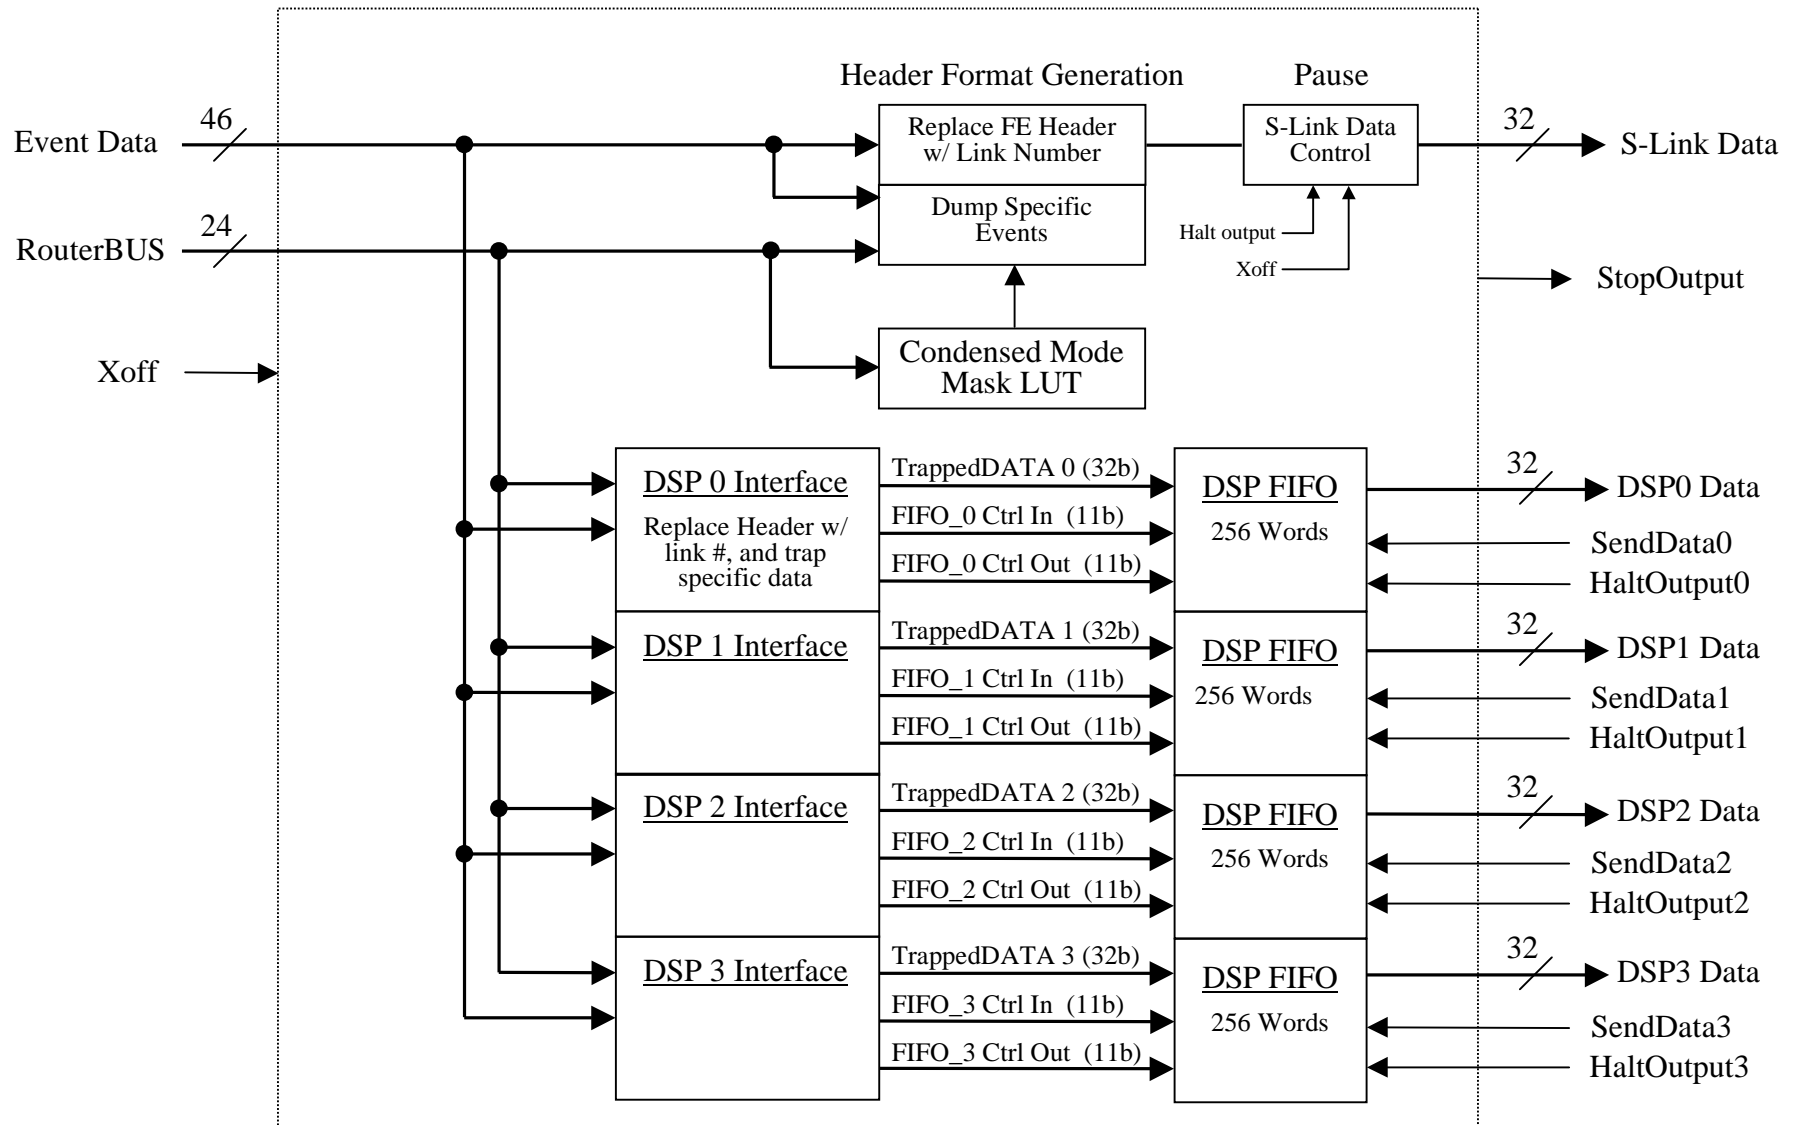 Header Format Generation
Pause
46
Event Data
Replace FE Header
w/ Link Number
S-Link Data
Control
32
S-Link Data
Dump Specific
Events
24
RouterBUS
Halt output
Xoff
StopOutput
Xoff
Condensed Mode
Mask LUT
DSP 0 Interface
Replace Header w/
link #, and trap
specific data
TrappedDATA 0 (32b)
FIFO_0 Ctrl In (11b)
FIFO_0 Ctrl Out (11b)
DSP FIFO
256 Words
32
DSP0 Data
SendData0
HaltOutput0
DSP 1 Interface
TrappedDATA 1 (32b)
FIFO_1 Ctrl In (11b)
FIFO_1 Ctrl Out (11b)
DSP FIFO
256 Words
32
DSP1 Data
SendData1
HaltOutput1
DSP 2 Interface
TrappedDATA 2 (32b)
FIFO_2 Ctrl In (11b)
FIFO_2 Ctrl Out (11b)
DSP FIFO
256 Words
32
DSP2 Data
SendData2
HaltOutput2
DSP 3 Interface
TrappedDATA 3 (32b)
FIFO_3 Ctrl In (11b)
FIFO_3 Ctrl Out (11b)
DSP FIFO
256 Words
32
DSP3 Data
SendData3
HaltOutput3